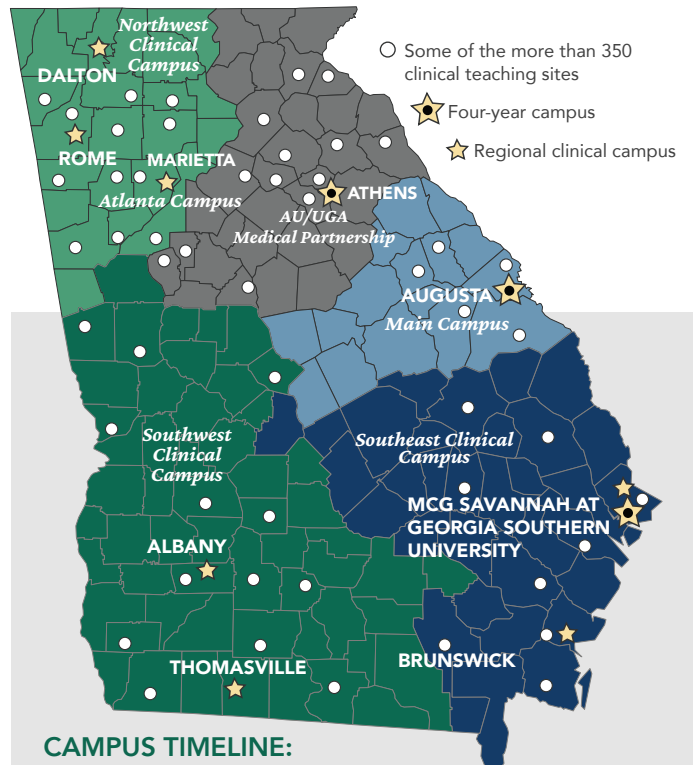 Northwest
Clinical
Campus
DALTON
Some of the more than 350
clinical teaching sites
Four-year campus
Regional clinical campus
ROME
MARIETTA
Atlanta Campus
ATHENS
AU/UGA
Medical Partnership
AUGUSTA
Main Campus
Southwest
Clinical
Campus
Southeast Clinical
Campus
MCG SAVANNAH AT
GEORGIA SOUTHERN
UNIVERSITY
ALBANY
BRUNSWICK
THOMASVILLE
CAMPUS TIMELINE: